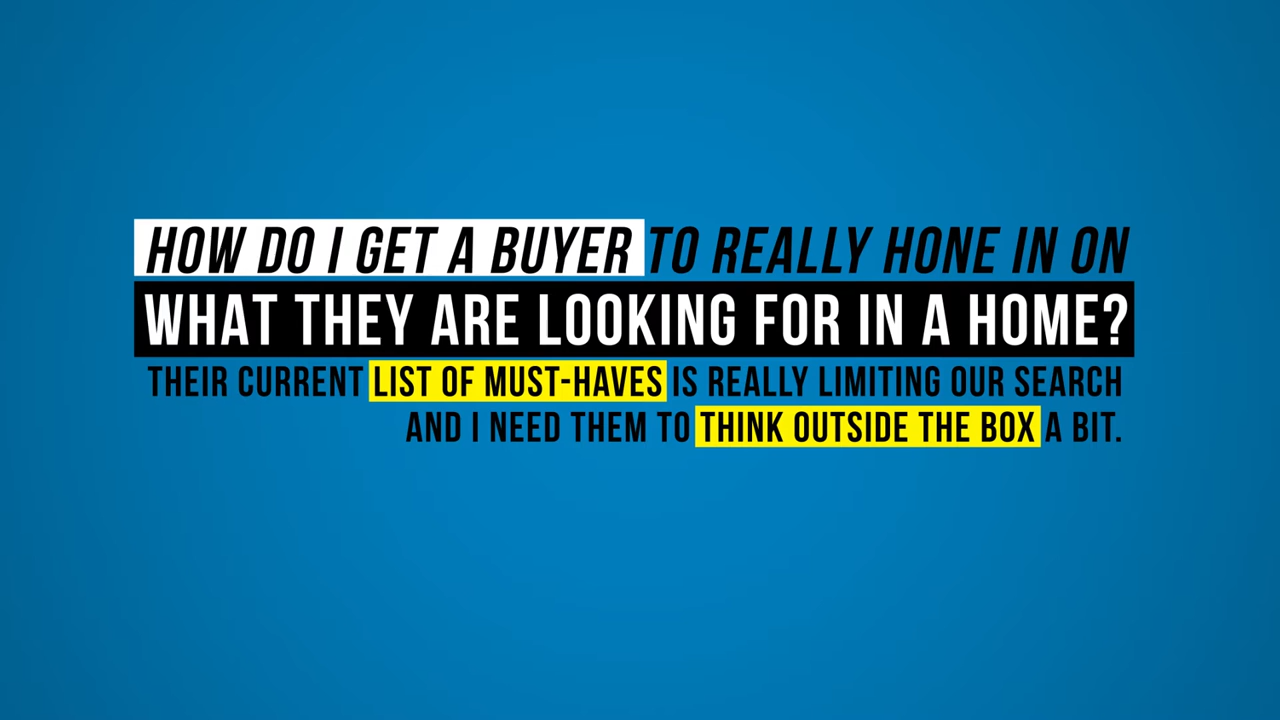 HOW DO I GET A BUYER TO REALLY HONE IN ON
WHAT THEY ARE LOOKING FOR IN A HOME?
THEIR CURRENT LIST OF MUST-HAVES IS REALLY LIMITING OUR SEARCH
AND I NEED THEM TO THINK OUTSIDE THE BOX A BIT.